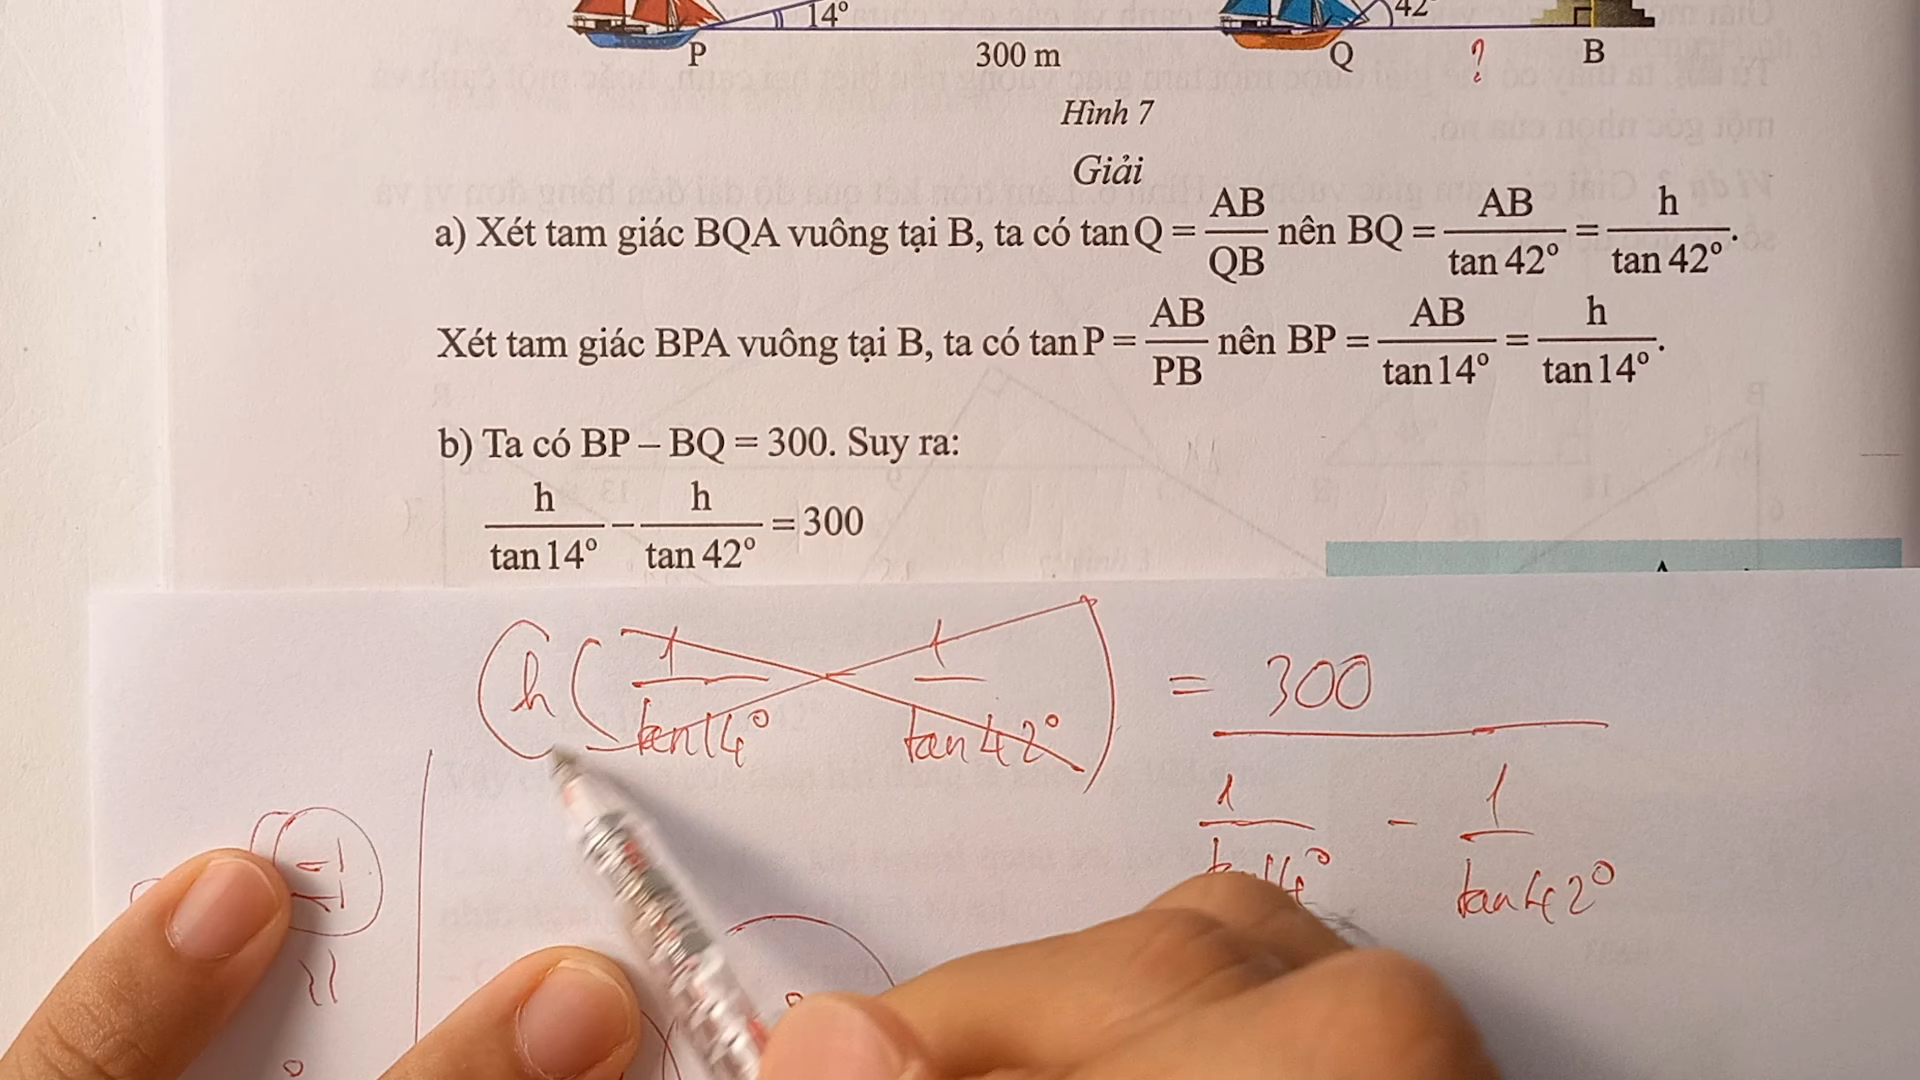 14° 42
P 300 m Q ? B
Hình 7
Giải
a) Xét tam giác BQA vuông tại B, ta có tan Q = AB/QB nên BQ = AB/tan 42° = h/tan 42°.
Xét tam giác BPA vuông tại B, ta có tan P = AB/PB nên BP = AB/tan 14° = h/tan 14°.
b) Ta có BP – BQ = 300. Suy ra:
h/tan 14° – h/tan 42° = 300
h ( 1/tan14° 1/tan42° ) = 300
1/tan14° - 1/tan42°